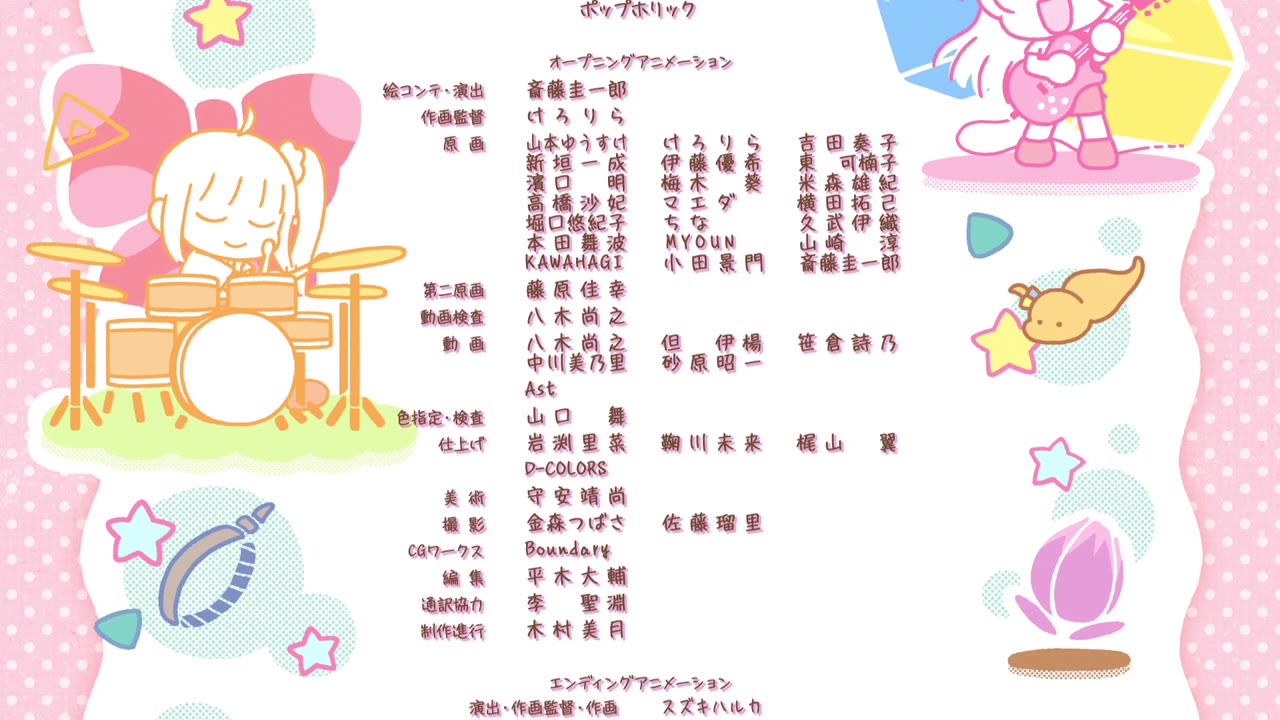 ポップホリック
オープニングアニメーション
絵コンテ・演出 斎藤圭一郎
作画監督 けろりら
原画 山本ゆうすけ けろりら 吉田奏子
新垣一成 伊藤優希 東 可楠子
濱口 明 梅木 葵 米森雄紀
高橋沙妃 マエダ 横田拓己
堀口悠紀子 ちな 久武伊織
本田舞波 MYOUN 山崎 淳
KAWAHAGI 小田景門 斎藤圭一郎
第二原画 藤原佳幸
動画検査 八木尚之
動画 八木尚之 但 伊楊 笹倉詩乃
中川美乃里 砂原昭一
Ast
色指定・検査 山口 舞
仕上げ 岩渕里菜 鞠川未来 梶山 翼
D-COLORS
美術 守安靖尚
撮影 金森つばさ 佐藤瑠里
CGワークス Boundary
編集 平木大輔
通訳協力 李 聖淵
制作進行 木村美月
エンディングアニメーション
演出・作画監督・作画 スズキハルカ